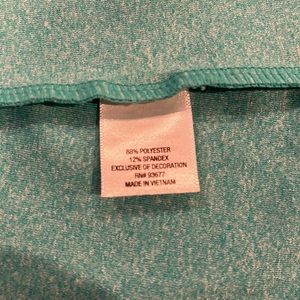 88% POLYESTER
12% SPANDEX
EXCLUSIVE OF DECORATION
RN# 93677
MADE IN VIETNAM